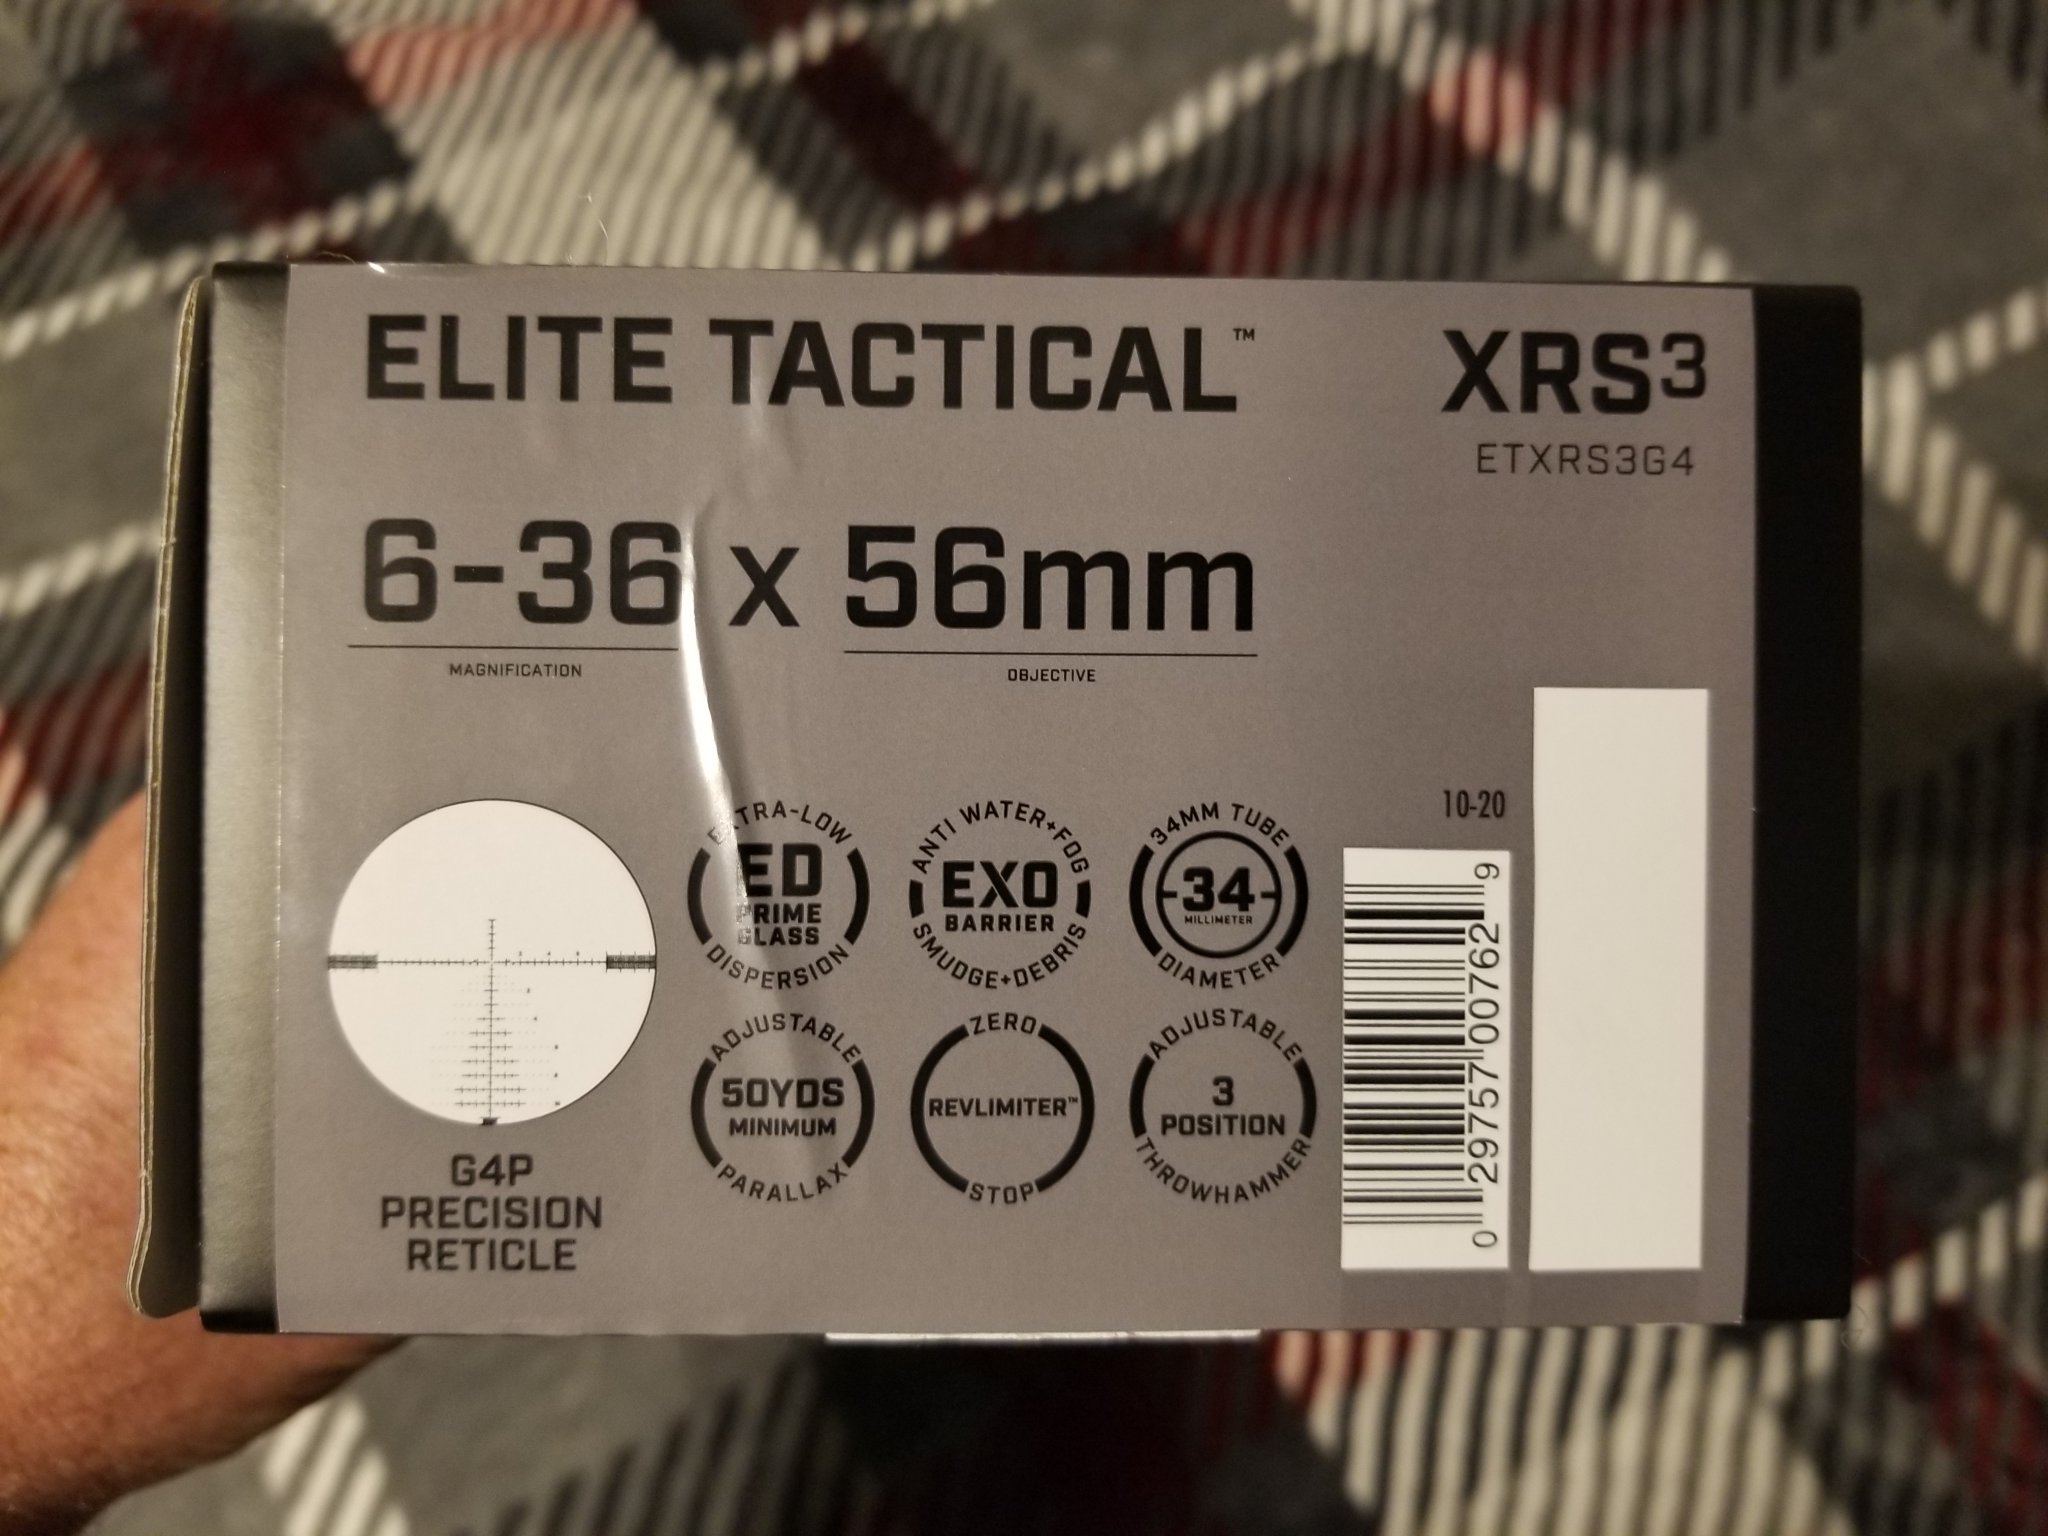 ELITE TACTICAL™
XRS3
ETXRS3G4
6-36 x 56mm
MAGNIFICATION
OBJECTIVE
G4P
PRECISION
RETICLE
EXTRA-LOW
ED
PRIME
GLASS
DISPERSION
ANTI WATER+FOG
EXO
BARRIER
SMUDGE+DEBRIS
34MM TUBE
34
MILLIMETER
DIAMETER
ADJUSTABLE
50YDS
MINIMUM
PARALLAX
ZERO
REVLIMITER™
STOP
ADJUSTABLE
3
POSITION
THROWHAMMER
10-20
0 29757 00762 9